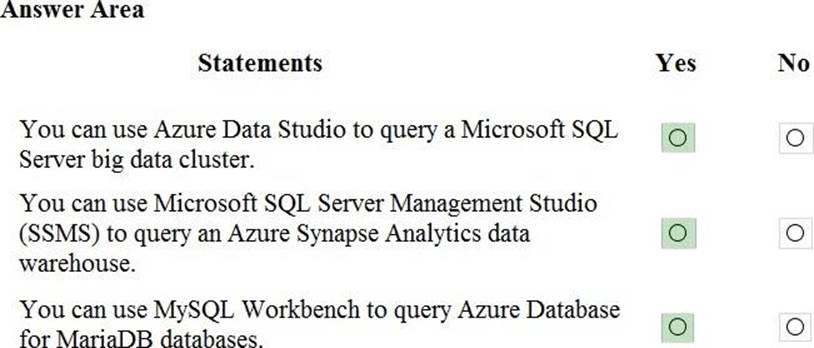 Answer Area
Statements Yes No
You can use Azure Data Studio to query a Microsoft SQL
Server big data cluster.
You can use Microsoft SQL Server Management Studio
(SSMS) to query an Azure Synapse Analytics data
warehouse.
You can use MySQL Workbench to query Azure Database
for MariaDB databases.